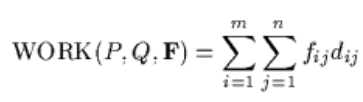 WORK(P, Q, F) = ∑_{i=1}^{m} ∑_{j=1}^{n} f_{ij} d_{ij}